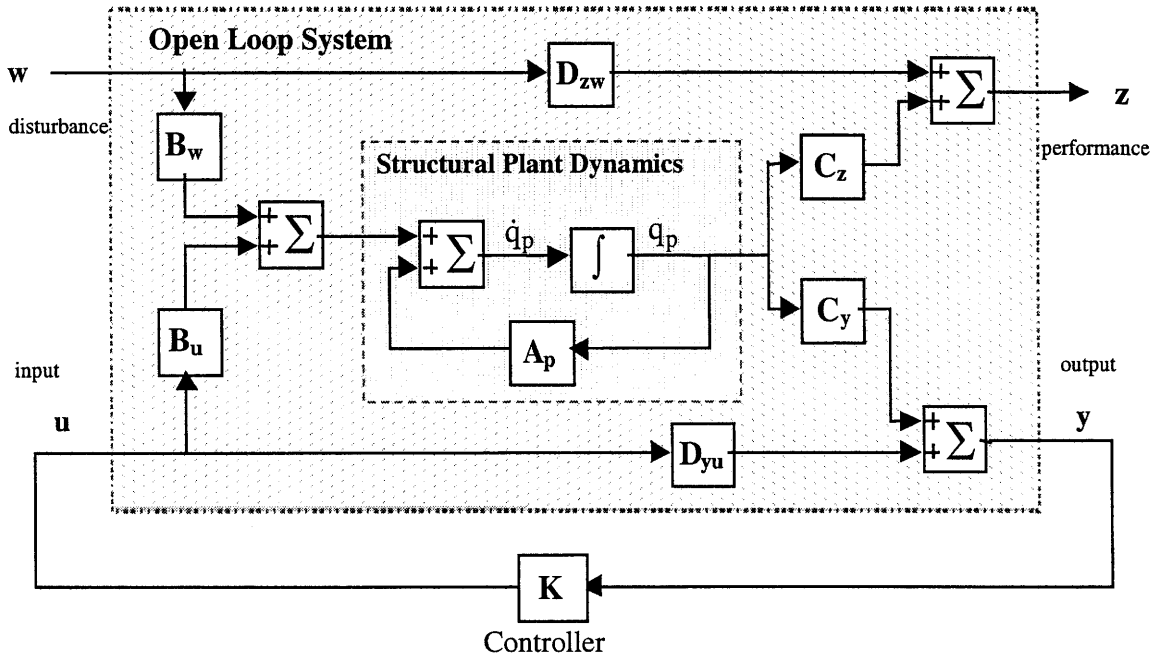 Open Loop System
w
disturbance
D_zw
+
+
Σ
z
performance
B_w
Structural Plant Dynamics
C_z
+
+
Σ
+
+
Σ
q̇_p
∫
q_p
A_p
C_y
B_u
input
u
output
y
D_yu
+
+
Σ
K
Controller